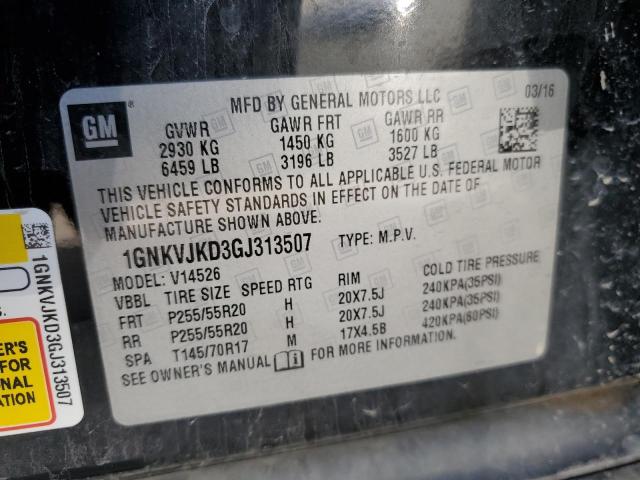 GM
®
MFD BY GENERAL MOTORS LLC
03/16
GVWR GAWR FRT GAWR RR
2930 KG 1450 KG 1600 KG
6459 LB 3196 LB 3527 LB
THIS VEHICLE CONFORMS TO ALL APPLICABLE U.S. FEDERAL MOTOR
VEHICLE SAFETY STANDARDS IN EFFECT ON THE DATE OF
MANUFACTURE SHOWN ABOVE.
1GNKVJKD3GJ313507 TYPE: M.P.V.
MODEL: V14526
VBBL TIRE SIZE SPEED RTG RIM COLD TIRE PRESSURE
FRT P255/55R20 H 20X7.5J 240KPA(35PSI)
RR P255/55R20 H 20X7.5J 240KPA(35PSI)
SPA T145/70R17 M 17X4.5B 420KPA(60PSI)
SEE OWNER'S MANUAL FOR MORE INFORMATION
1GNKVJKD3GJ313507
ER'S
FOR
NAL
ATION